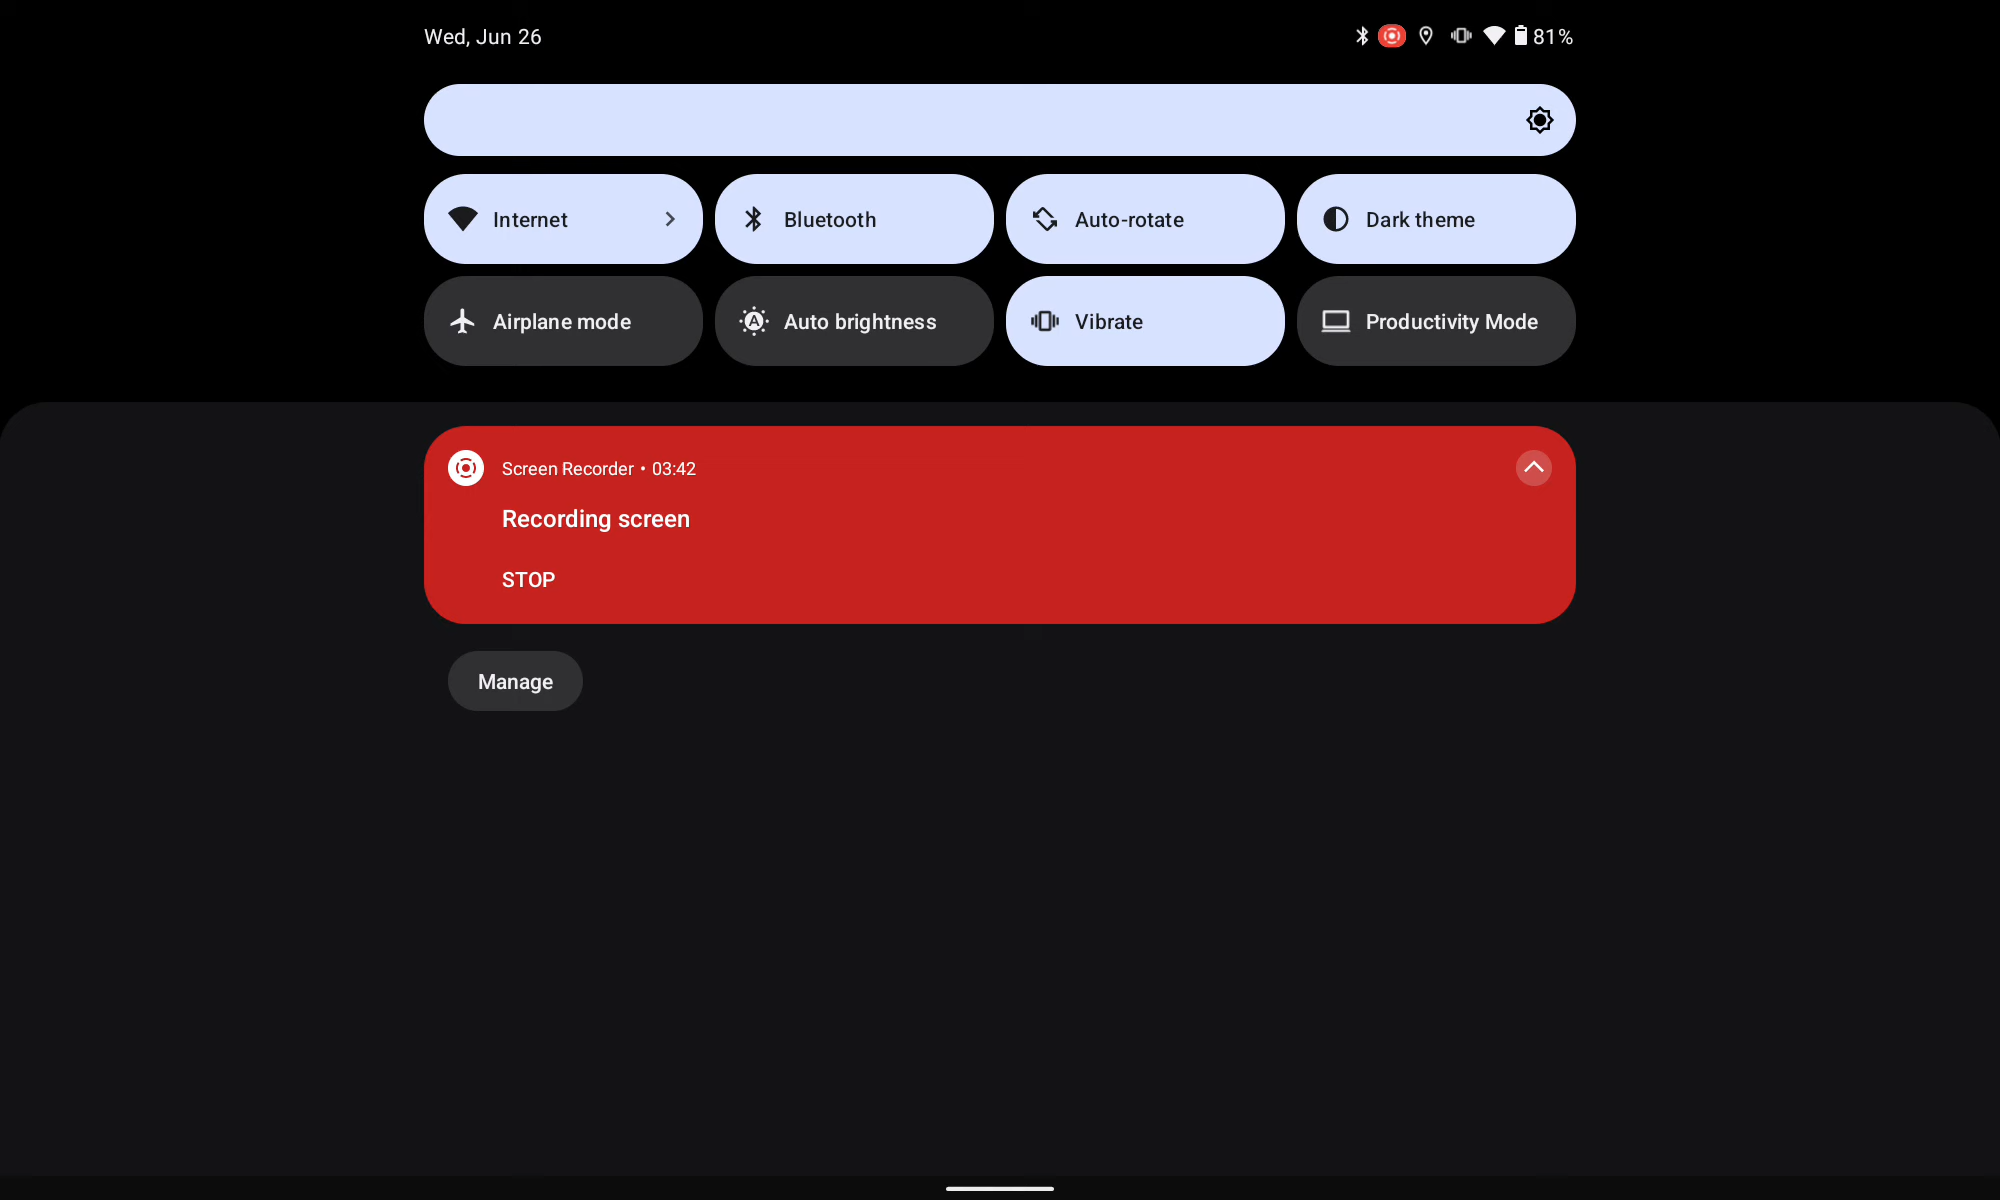 Wed, Jun 26
81%
Internet
Bluetooth
Auto-rotate
Dark theme
Airplane mode
Auto brightness
Vibrate
Productivity Mode
Screen Recorder • 03:42
Recording screen
STOP
Manage